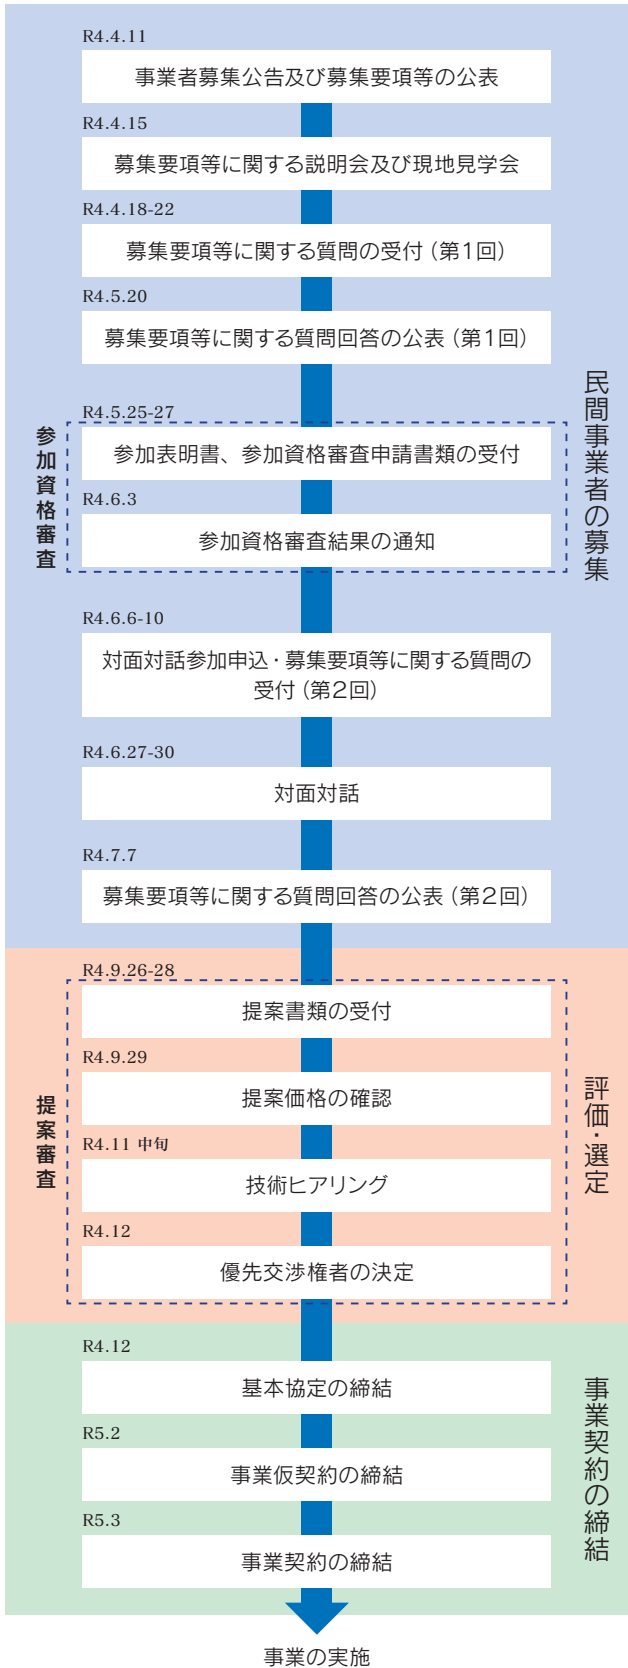 R4.4.11
事業者募集公告及び募集要項等の公表
R4.4.15
募集要項等に関する説明会及び現地見学会
R4.4.18-22
募集要項等に関する質問の受付（第1回）
R4.5.20
募集要項等に関する質問回答の公表（第1回）
民間事業者の募集
参加資格審査
R4.5.25-27
参加表明書、参加資格審査申請書類の受付
R4.6.3
参加資格審査結果の通知
R4.6.6-10
対面対話参加申込・募集要項等に関する質問の
受付（第2回）
R4.6.27-30
対面対話
R4.7.7
募集要項等に関する質問回答の公表（第2回）
R4.9.26-28
提案書類の受付
R4.9.29
提案価格の確認
提案審査
評価・選定
R4.11 中旬
技術ヒアリング
R4.12
優先交渉権者の決定
R4.12
基本協定の締結
事業契約の締結
R5.2
事業仮契約の締結
R5.3
事業契約の締結
事業の実施